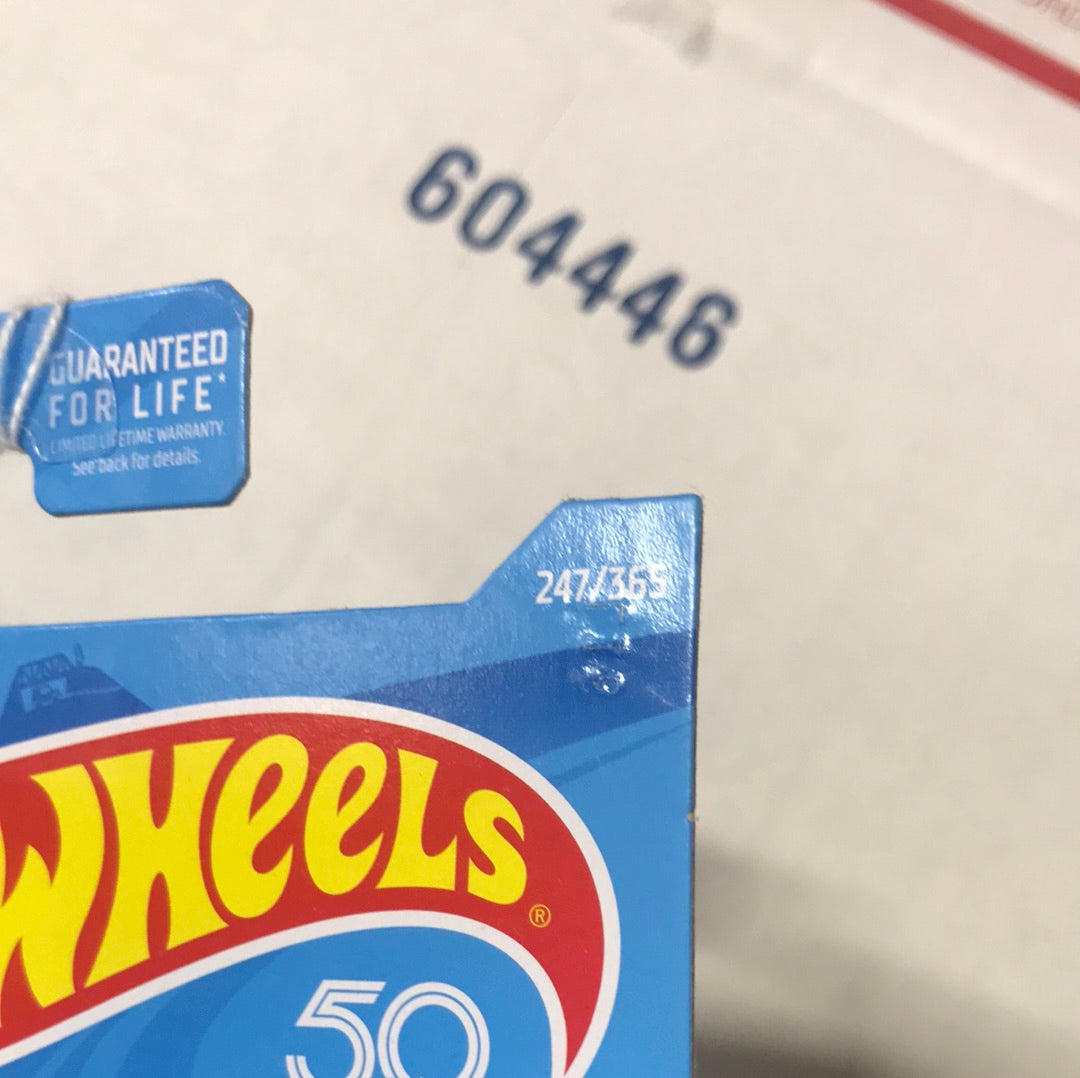 604446
GUARANTEED
FOR LIFE*
LIMITED LIFETIME WARRANTY.
See back for details.
247/365
WHEELS®
50